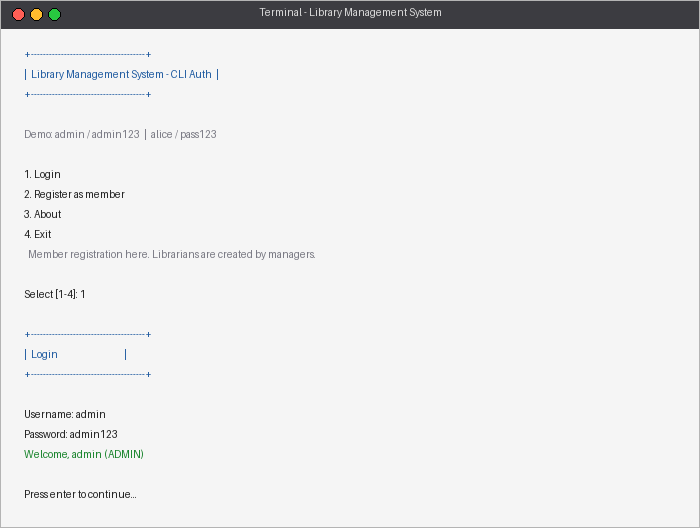 Terminal - Library Management System
+--------------------------------------+
| Library Management System - CLI Auth |
+--------------------------------------+
Demo: admin / admin123 | alice / pass123
1. Login
2. Register as member
3. About
4. Exit
Member registration here. Librarians are created by managers.
Select [1-4]: 1
+--------------------------------------+
| Login |
+--------------------------------------+
Username: admin
Password: admin123
Welcome, admin (ADMIN)
Press enter to continue...